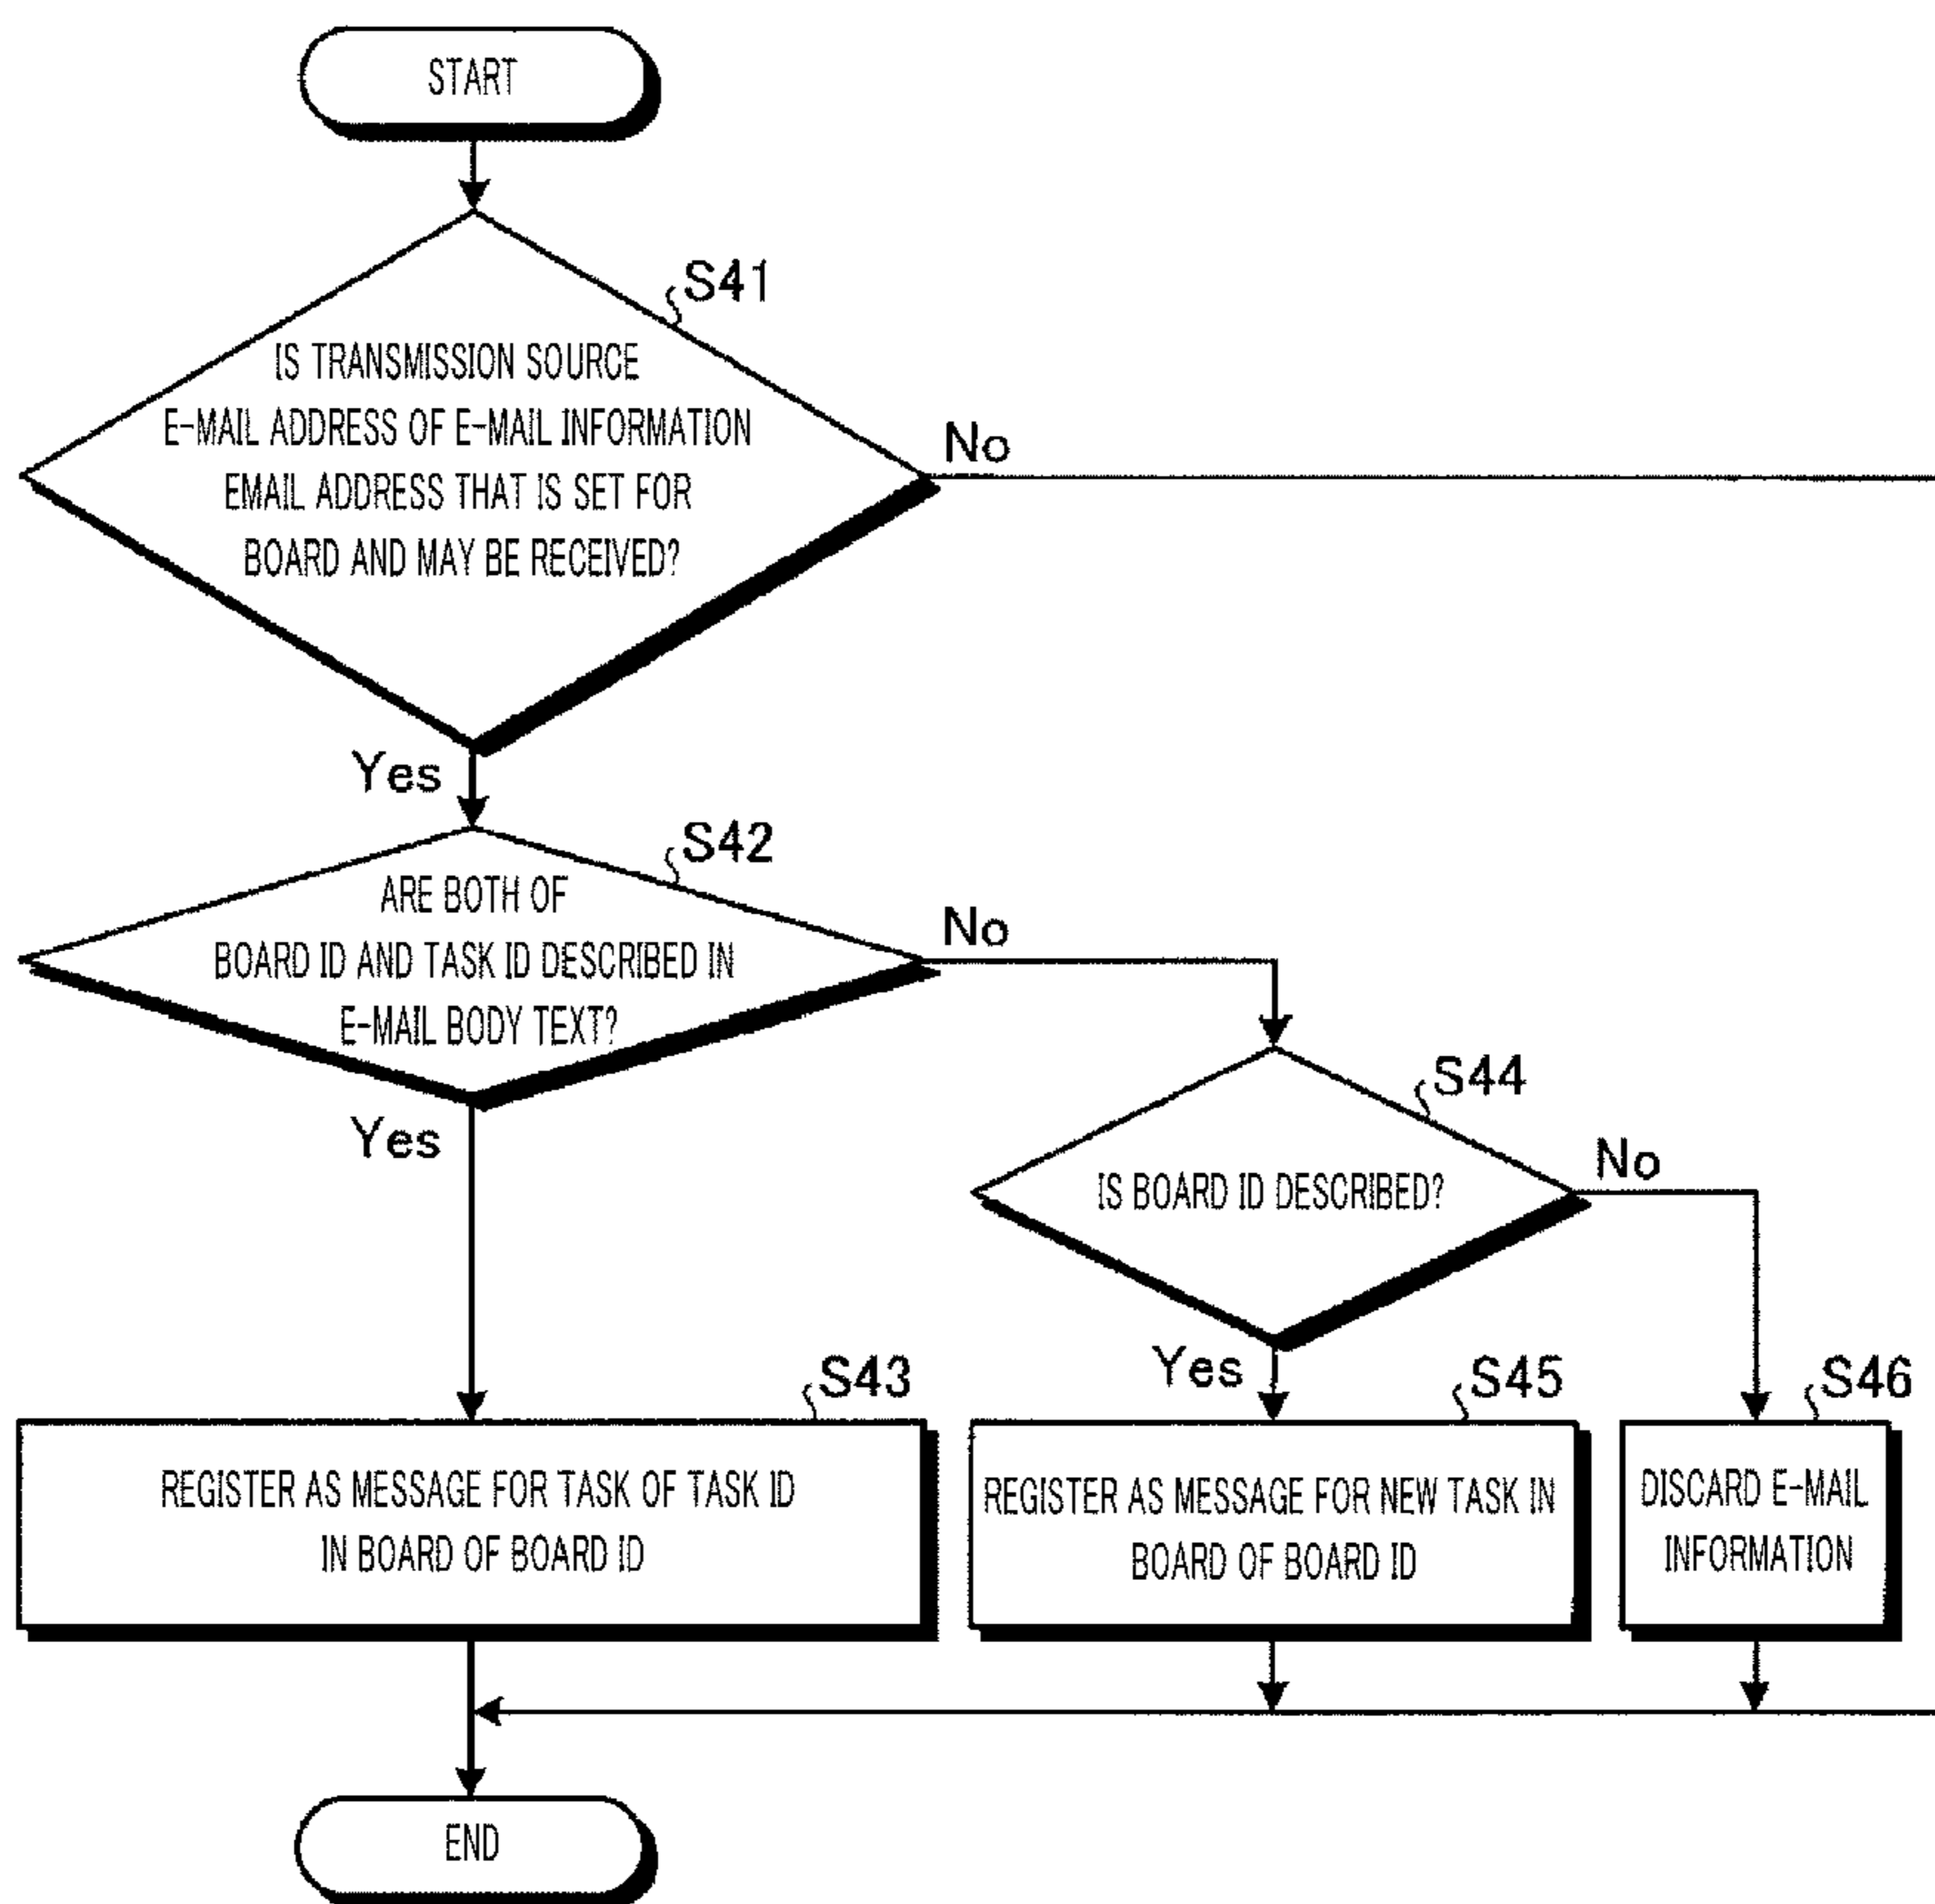 START
S41
IS TRANSMISSION SOURCE
E-MAIL ADDRESS OF E-MAIL INFORMATION
EMAIL ADDRESS THAT IS SET FOR
BOARD AND MAY BE RECEIVED?
No
Yes
S42
ARE BOTH OF
BOARD ID AND TASK ID DESCRIBED IN
E-MAIL BODY TEXT?
No
Yes
S44
IS BOARD ID DESCRIBED?
No
Yes
S43
REGISTER AS MESSAGE FOR TASK OF TASK ID
IN BOARD OF BOARD ID
S45
REGISTER AS MESSAGE FOR NEW TASK IN
BOARD OF BOARD ID
S46
DISCARD E-MAIL
INFORMATION
END